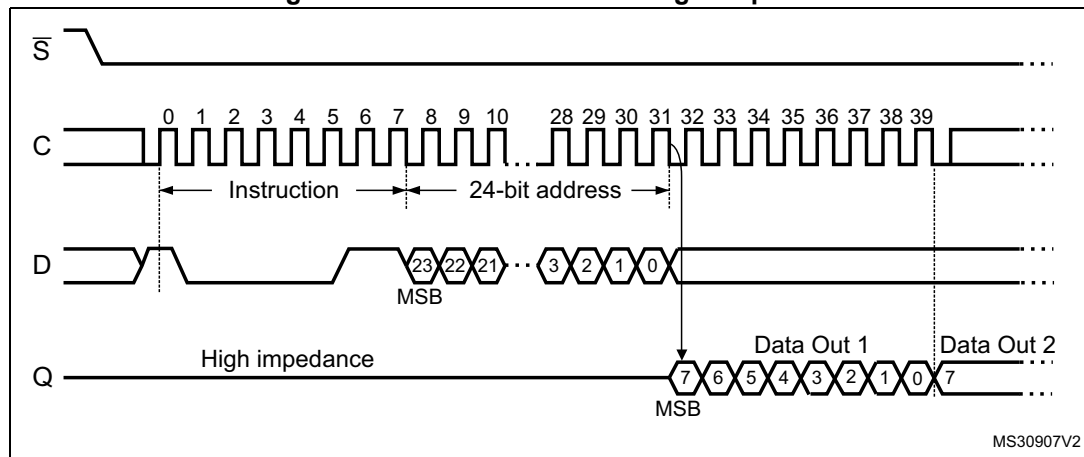 S
0 1 2 3 4 5 6 7 8 9 10 28 29 30 31 32 33 34 35 36 37 38 39
C
Instruction 24-bit address
D
23 22 21 3 2 1 0
MSB
High impedance Data Out 1 Data Out 2
Q
7 6 5 4 3 2 1 0 7
MSB
MS30907V2